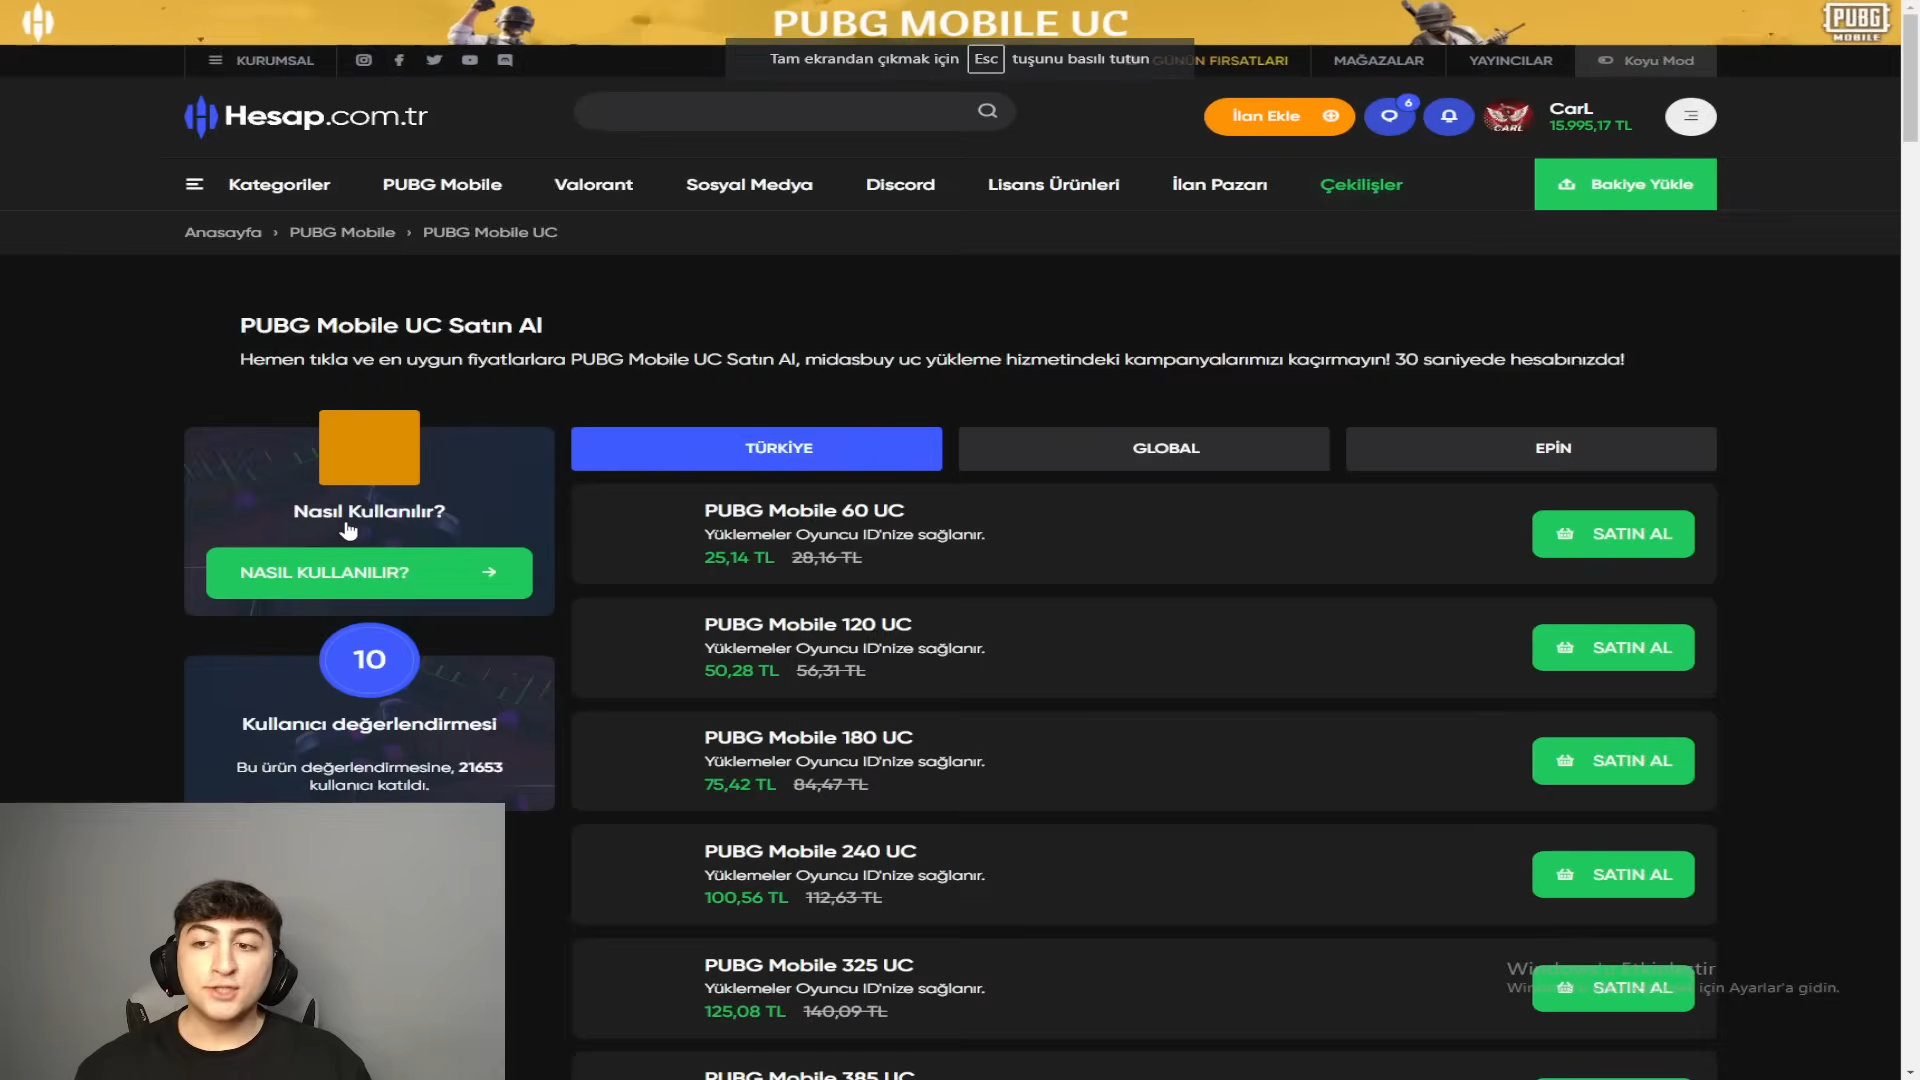 PUBG MOBILE UC
PUBG
MOBILE
KURUMSAL
Tam ekrandan çıkmak için Esc tuşunu basılı tutun
GÜNÜN FIRSATLARI
MAĞAZALAR
YAYINCILAR
Koyu Mod
Hesap.com.tr
İlan Ekle
6
CARL
CarL
15.995,17 TL
Kategoriler
PUBG Mobile
Valorant
Sosyal Medya
Discord
Lisans Ürünleri
İlan Pazarı
Çekilişler
Bakiye Yükle
Anasayfa › PUBG Mobile › PUBG Mobile UC
PUBG Mobile UC Satın Al
Hemen tıkla ve en uygun fiyatlarlara PUBG Mobile UC Satın Al, midasbuy uc yükleme hizmetindeki kampanyalarımızı kaçırmayın! 30 saniyede hesabınızda!
Nasıl Kullanılır?
NASIL KULLANILIR?
10
Kullanıcı değerlendirmesi
Bu ürün değerlendirmesine, 21653
kullanıcı katıldı.
TÜRKİYE
GLOBAL
EPİN
PUBG Mobile 60 UC
Yüklemeler Oyuncu ID'nize sağlanır.
25,14 TL 28,16 TL
SATIN AL
PUBG Mobile 120 UC
Yüklemeler Oyuncu ID'nize sağlanır.
50,28 TL 56,31 TL
SATIN AL
PUBG Mobile 180 UC
Yüklemeler Oyuncu ID'nize sağlanır.
75,42 TL 84,47 TL
SATIN AL
PUBG Mobile 240 UC
Yüklemeler Oyuncu ID'nize sağlanır.
100,56 TL 112,63 TL
SATIN AL
PUBG Mobile 325 UC
Yüklemeler Oyuncu ID'nize sağlanır.
125,08 TL 140,09 TL
SATIN AL
için Ayarlar'a gidin.
PUBG Mobile 385 UC